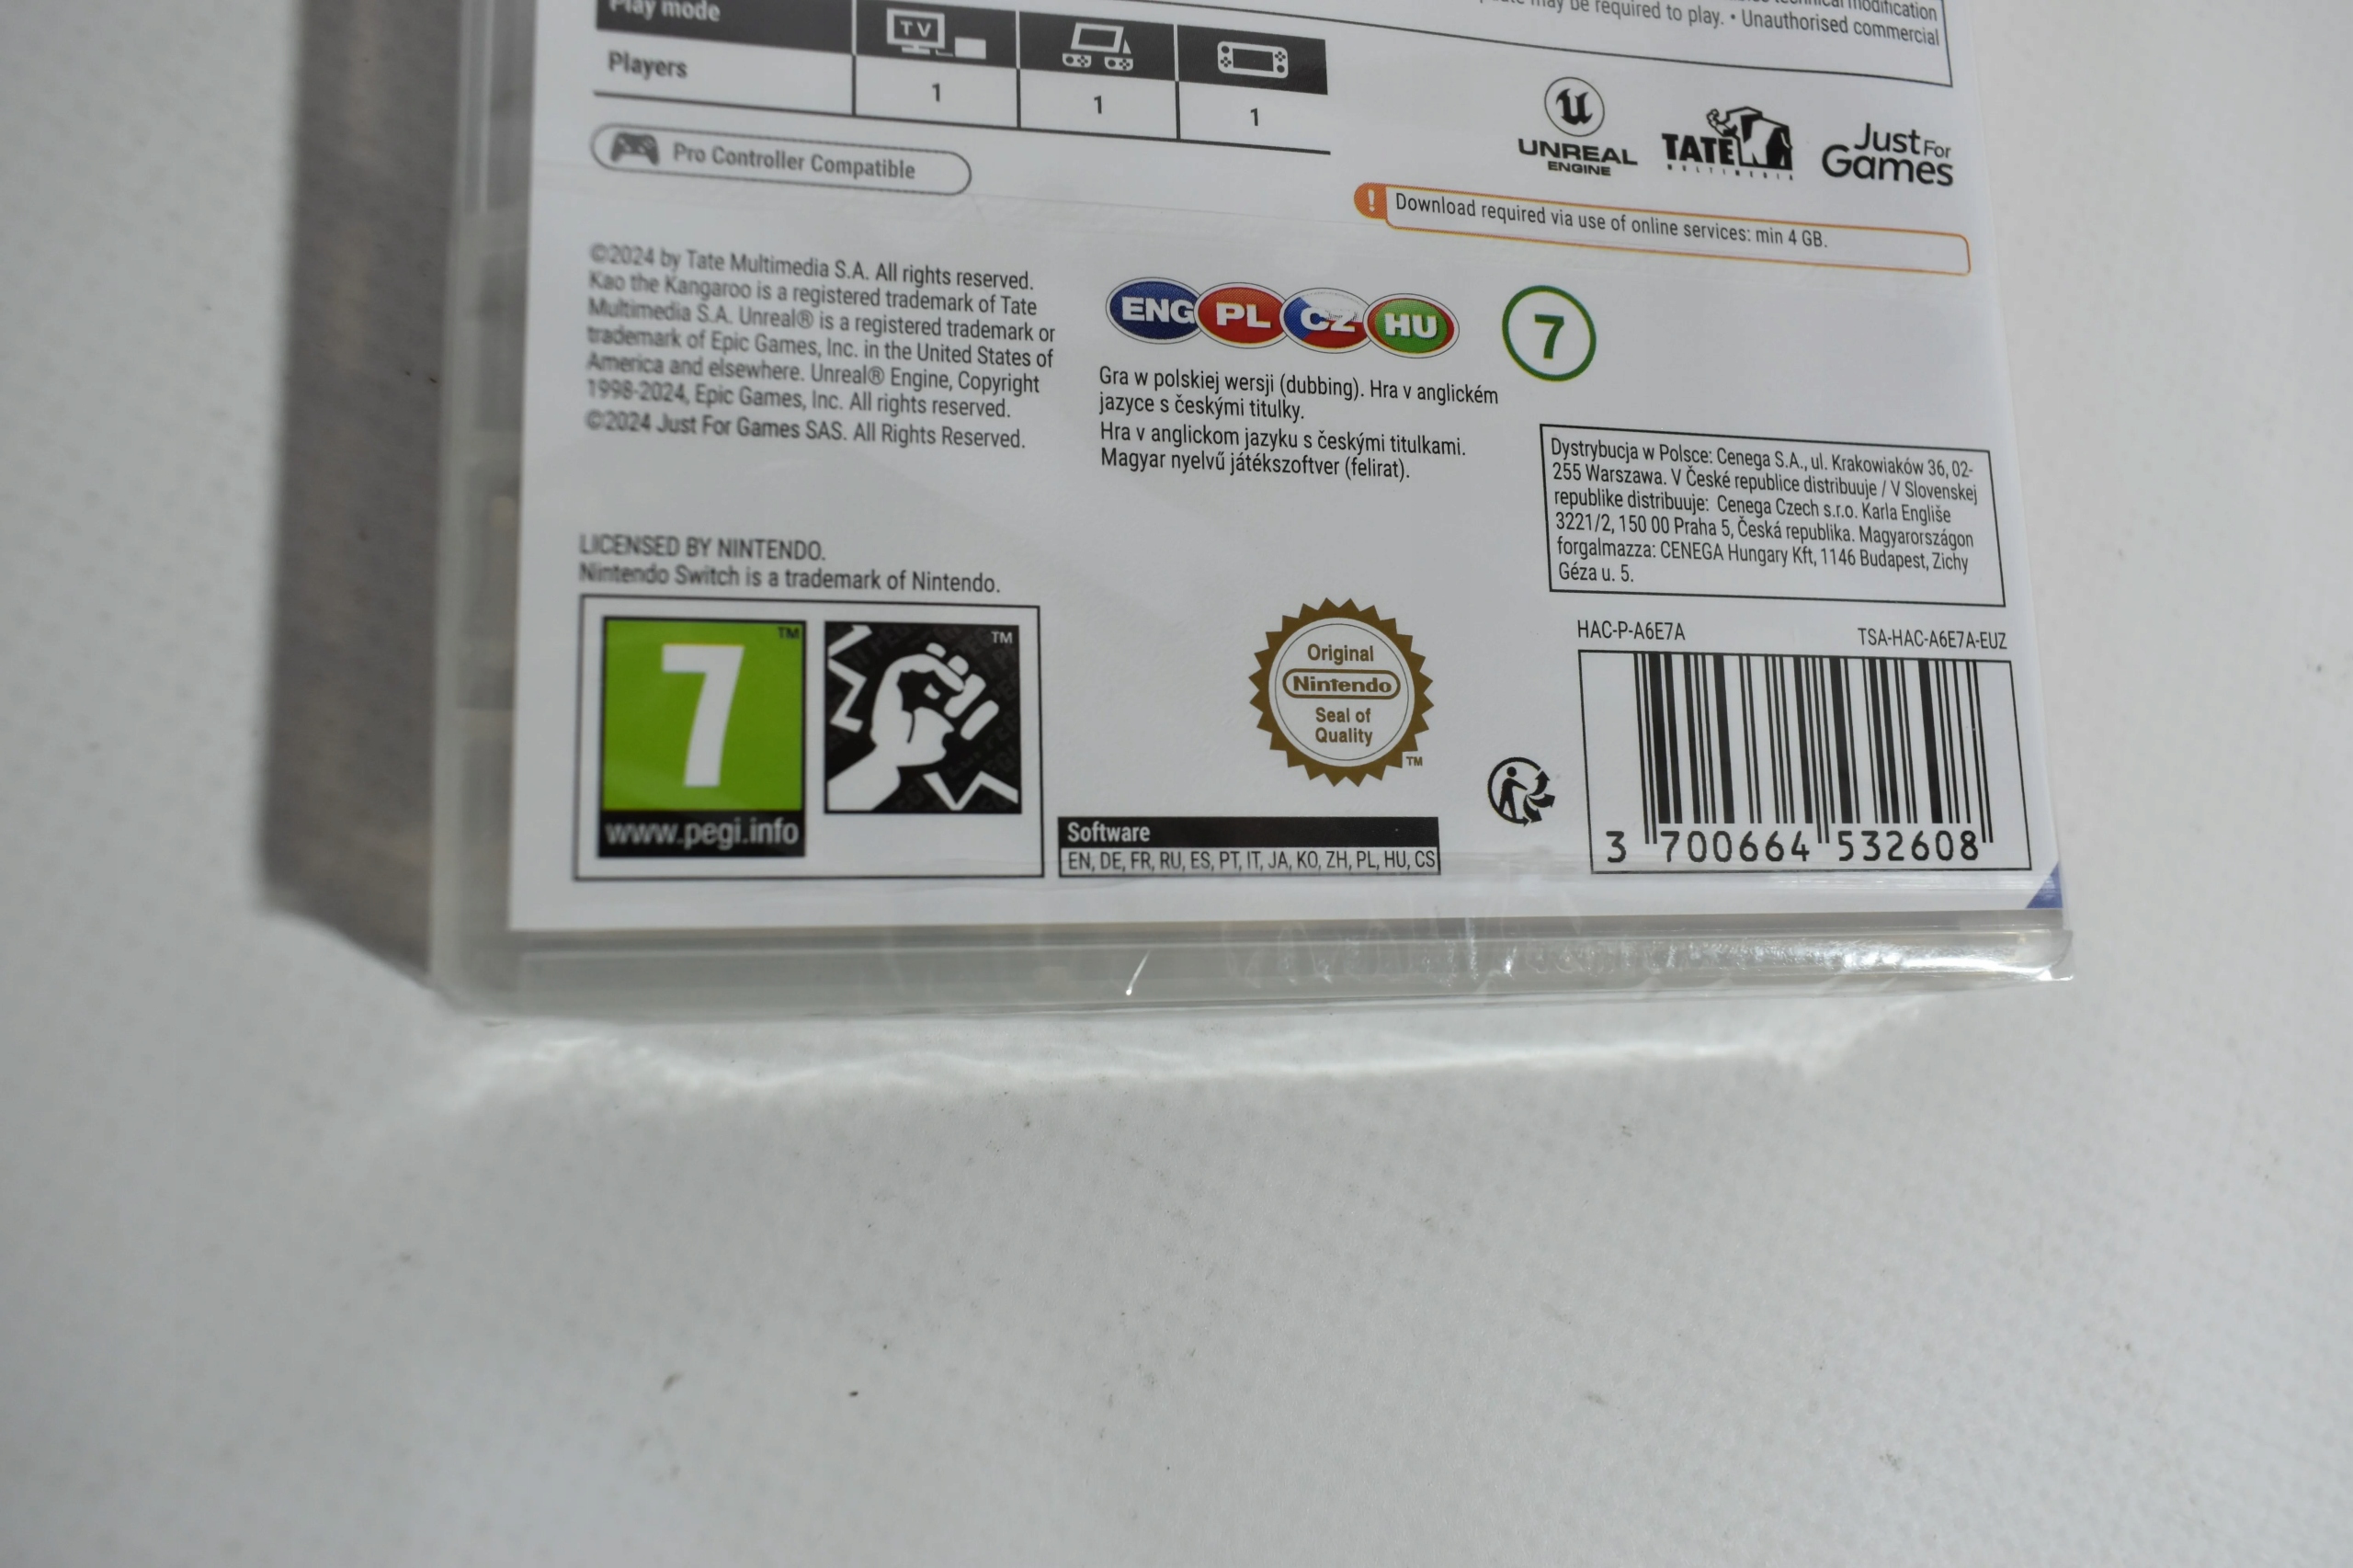 modification
may be required to play. • Unauthorised commercial
Play mode
TV
Players
1
1
1
Pro Controller Compatible
UNREAL
ENGINE
TATE
MULTIMEDIA
Just For
Games
! Download required via use of online services: min 4 GB.
©2024 by Tate Multimedia S.A. All rights reserved.
Kao the Kangaroo is a registered trademark of Tate
Multimedia S.A. Unreal® is a registered trademark or
trademark of Epic Games, Inc. in the United States of
America and elsewhere. Unreal® Engine, Copyright
1998-2024, Epic Games, Inc. All rights reserved.
©2024 Just For Games SAS. All Rights Reserved.
ENG PL CZ HU
7
Gra w polskiej wersji (dubbing). Hra v anglickém
jazyce s českými titulky.
Hra v anglickom jazyku s českými titulkami.
Magyar nyelvű játékszoftver (felirat).
Dystrybucja w Polsce: Cenega S.A., ul. Krakowiaków 36, 02-
255 Warszawa. V České republice distribuuje / V Slovenskej
republike distribuuje: Cenega Czech s.r.o. Karla Engliše
3221/2, 150 00 Praha 5, Česká republika. Magyarországon
forgalmazza: CENEGA Hungary Kft, 1146 Budapest, Zichy
Géza u. 5.
LICENSED BY NINTENDO.
Nintendo Switch is a trademark of Nintendo.
7 ™
www.pegi.info
™
Original
Nintendo
Seal of
Quality
™
Software
EN, DE, FR, RU, ES, PT, IT, JA, KO, ZH, PL, HU, CS
HAC-P-A6E7A
TSA-HAC-A6E7A-EUZ
3 700664 532608